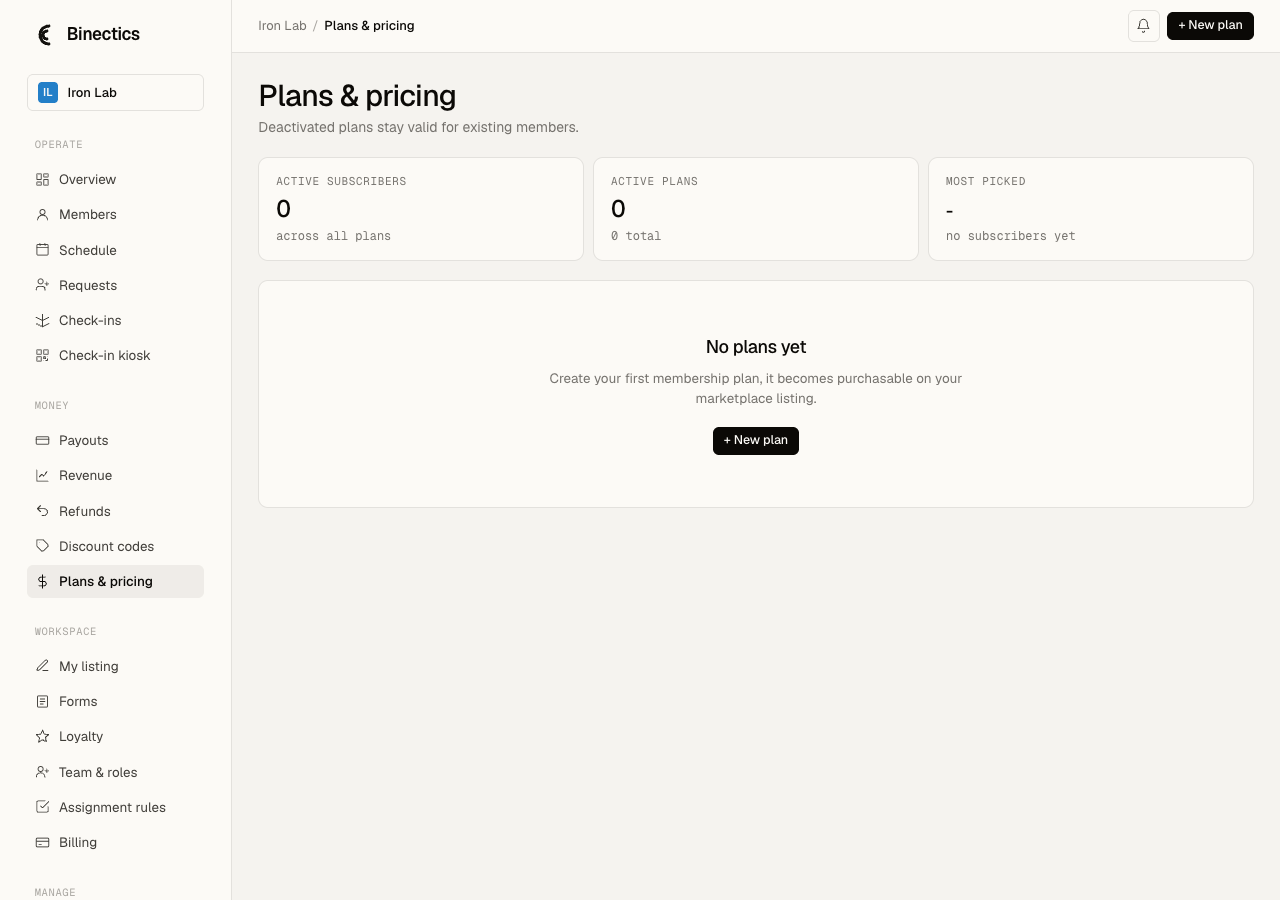 Binectics
IL Iron Lab
OPERATE
Overview
Members
Schedule
Requests
Check-ins
Check-in kiosk
MONEY
Payouts
Revenue
Refunds
Discount codes
Plans & pricing
WORKSPACE
My listing
Forms
Loyalty
Team & roles
Assignment rules
Billing
MANAGE
Iron Lab / Plans & pricing
+ New plan
Plans & pricing
Deactivated plans stay valid for existing members.
ACTIVE SUBSCRIBERS
0
across all plans
ACTIVE PLANS
0
0 total
MOST PICKED
-
no subscribers yet
No plans yet
Create your first membership plan, it becomes purchasable on your
marketplace listing.
+ New plan